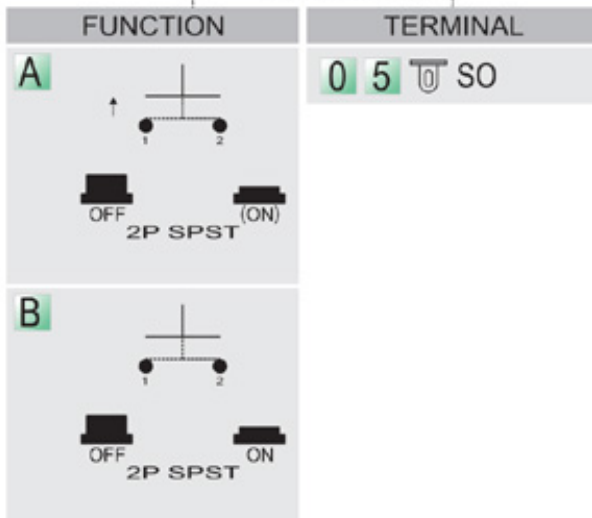 FUNCTION
A
1 2
OFF (ON)
2P SPST
B
1 2
OFF ON
2P SPST
TERMINAL
0 5 SO